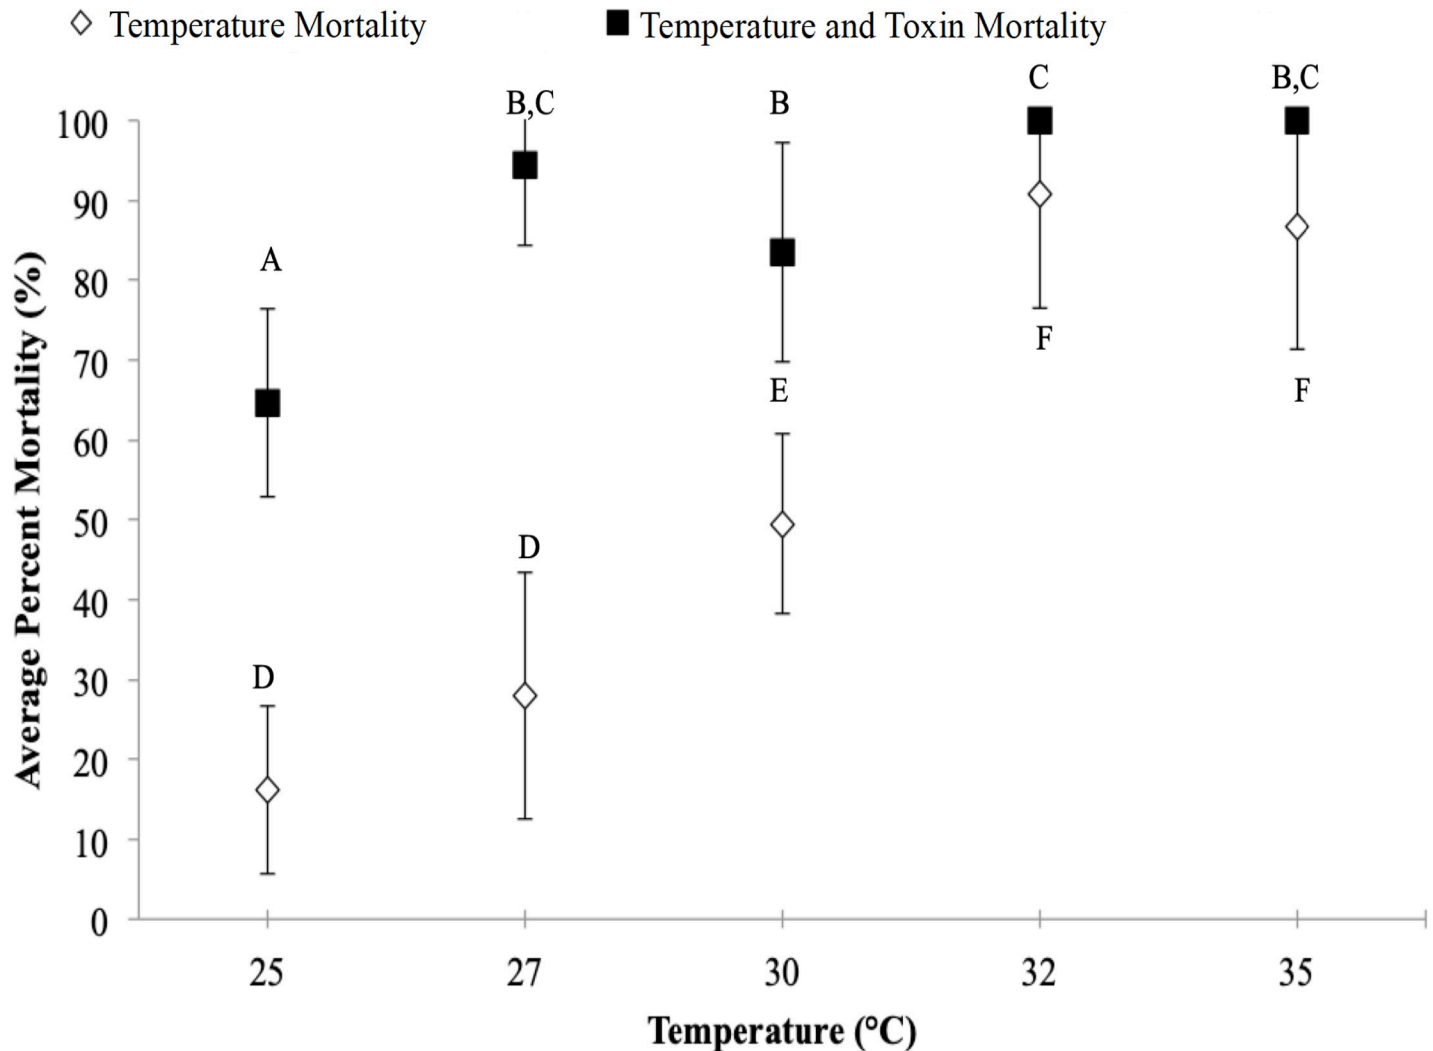 Temperature Mortality
Temperature and Toxin Mortality
Average Percent Mortality (%)
100
90
80
70
60
50
40
30
20
10
0
A
B,C
B
C
B,C
D
D
E
F
F
25
27
30
32
35
Temperature (°C)